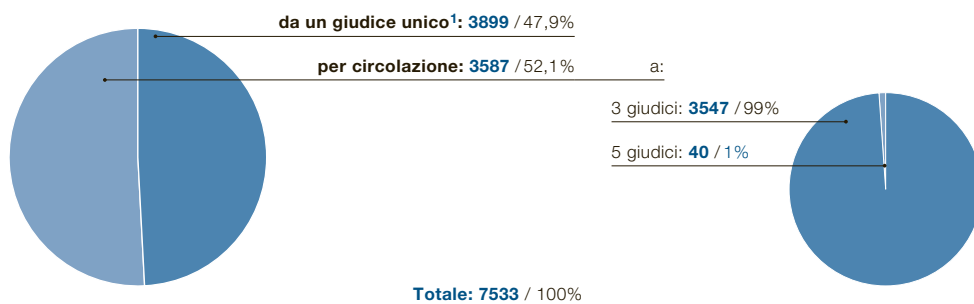 da un giudice unico1: 3899 / 47,9%
per circolazione: 3587 / 52,1% a:
3 giudici: 3547 / 99%
5 giudici: 40 / 1%
Totale: 7533 / 100%